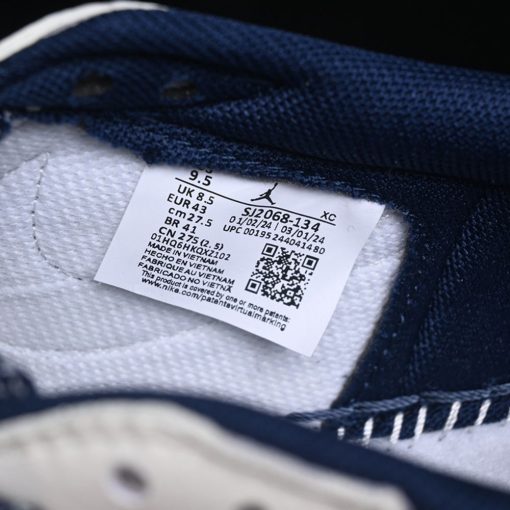 9.5
UK 8.5
EUR 43
cm 27.5
BR 41
CN 275 (2.5)
01HQ6HKQXZ102
MADE IN VIETNAM
HECHO EN VIETNAM
FABRIQUE AU VIETNAM
FABRICADO NO VIETNX
This product is covered by one or more patents:
www.nike.com/patentsvirtualmarking
XC
SJ2068-134
01/02/24 | 03/01/24
UPC 00195244041480